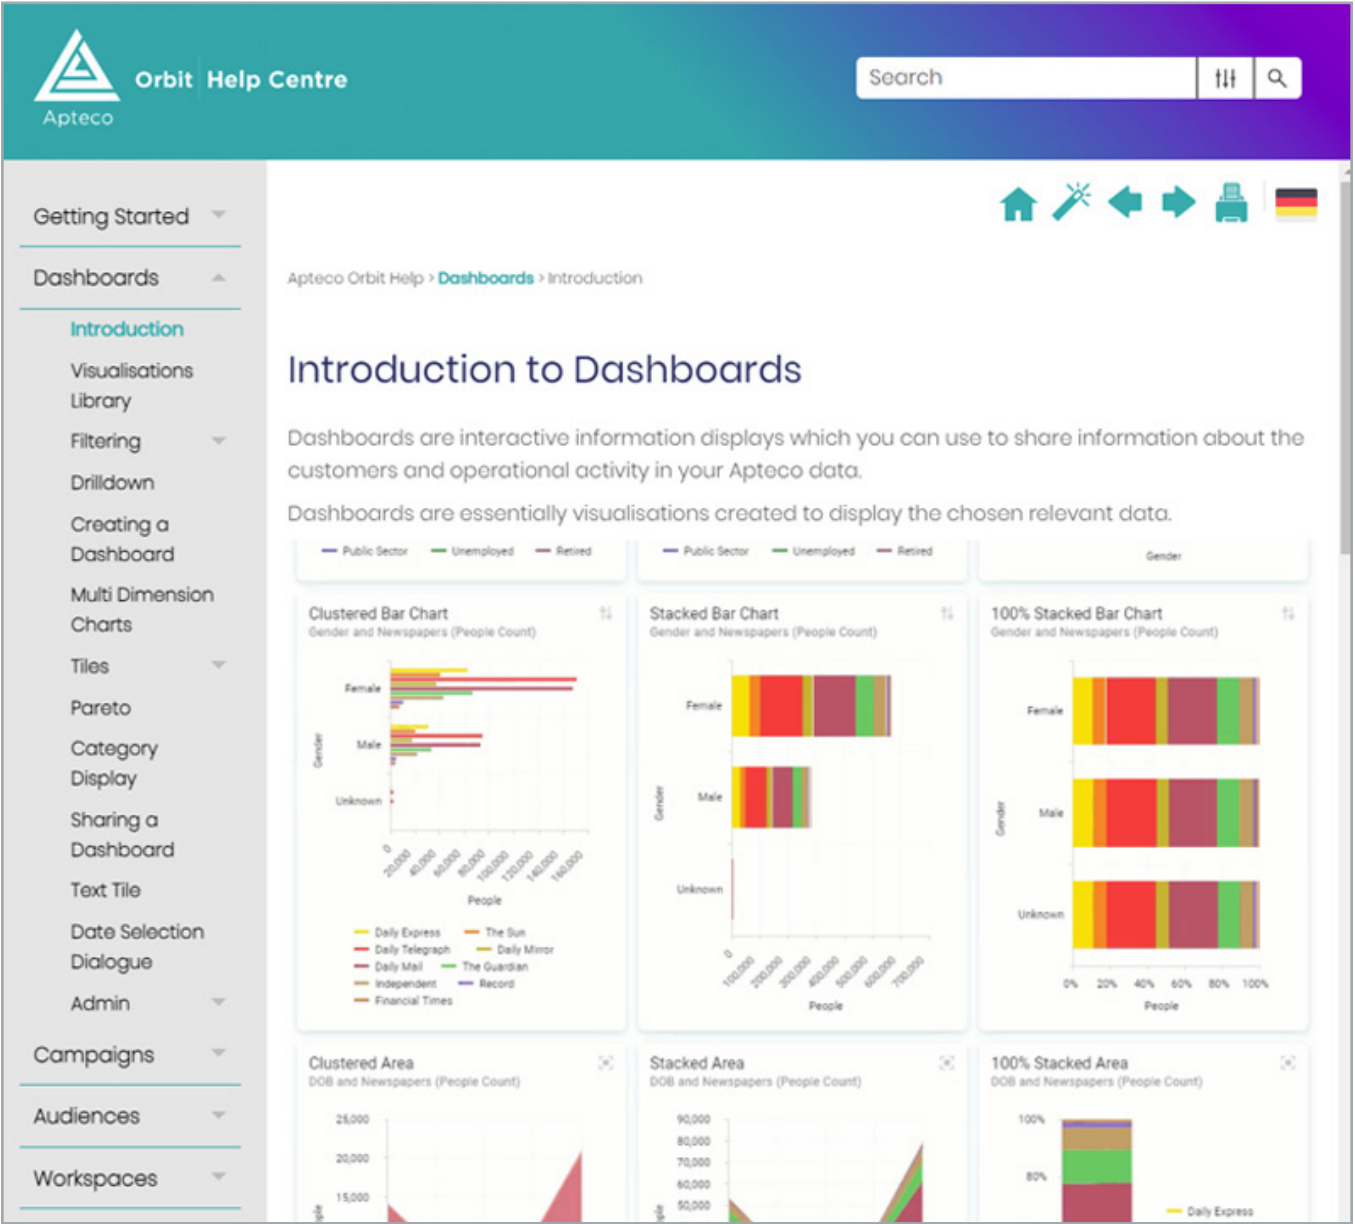 Orbit Help Centre
Apteco
Search
Getting Started
Dashboards
Introduction
Visualisations
Library
Filtering
Drilldown
Creating a
Dashboard
Multi Dimension
Charts
Tiles
Pareto
Category
Display
Sharing a
Dashboard
Text Tile
Date Selection
Dialogue
Admin
Campaigns
Audiences
Workspaces
Apteco Orbit Help > Dashboards > Introduction
Introduction to Dashboards
Dashboards are interactive information displays which you can use to share information about the
customers and operational activity in your Apteco data.
Dashboards are essentially visualisations created to display the chosen relevant data.
Public Sector Unemployed Retired
Public Sector Unemployed Retired
Gender
Clustered Bar Chart
Gender and Newspapers (People Count)
Female
Male
Unknown
Gender
0 20,000 40,000 60,000 80,000 100,000 120,000 140,000 160,000
People
Daily Express The Sun
Daily Telegraph Daily Mirror
Daily Mail The Guardian
Independent Record
Financial Times
Stacked Bar Chart
Gender and Newspapers (People Count)
Female
Male
Unknown
Gender
0 100,000 200,000 300,000 400,000 500,000 600,000 700,000
People
100% Stacked Bar Chart
Gender and Newspapers (People Count)
Female
Male
Unknown
Gender
0% 20% 40% 60% 80% 100%
People
Clustered Area
DOB and Newspapers (People Count)
25,000
20,000
15,000
Stacked Area
DOB and Newspapers (People Count)
90,000
80,000
70,000
60,000
50,000
100% Stacked Area
DOB and Newspapers (People Count)
100%
80%
Daily Express